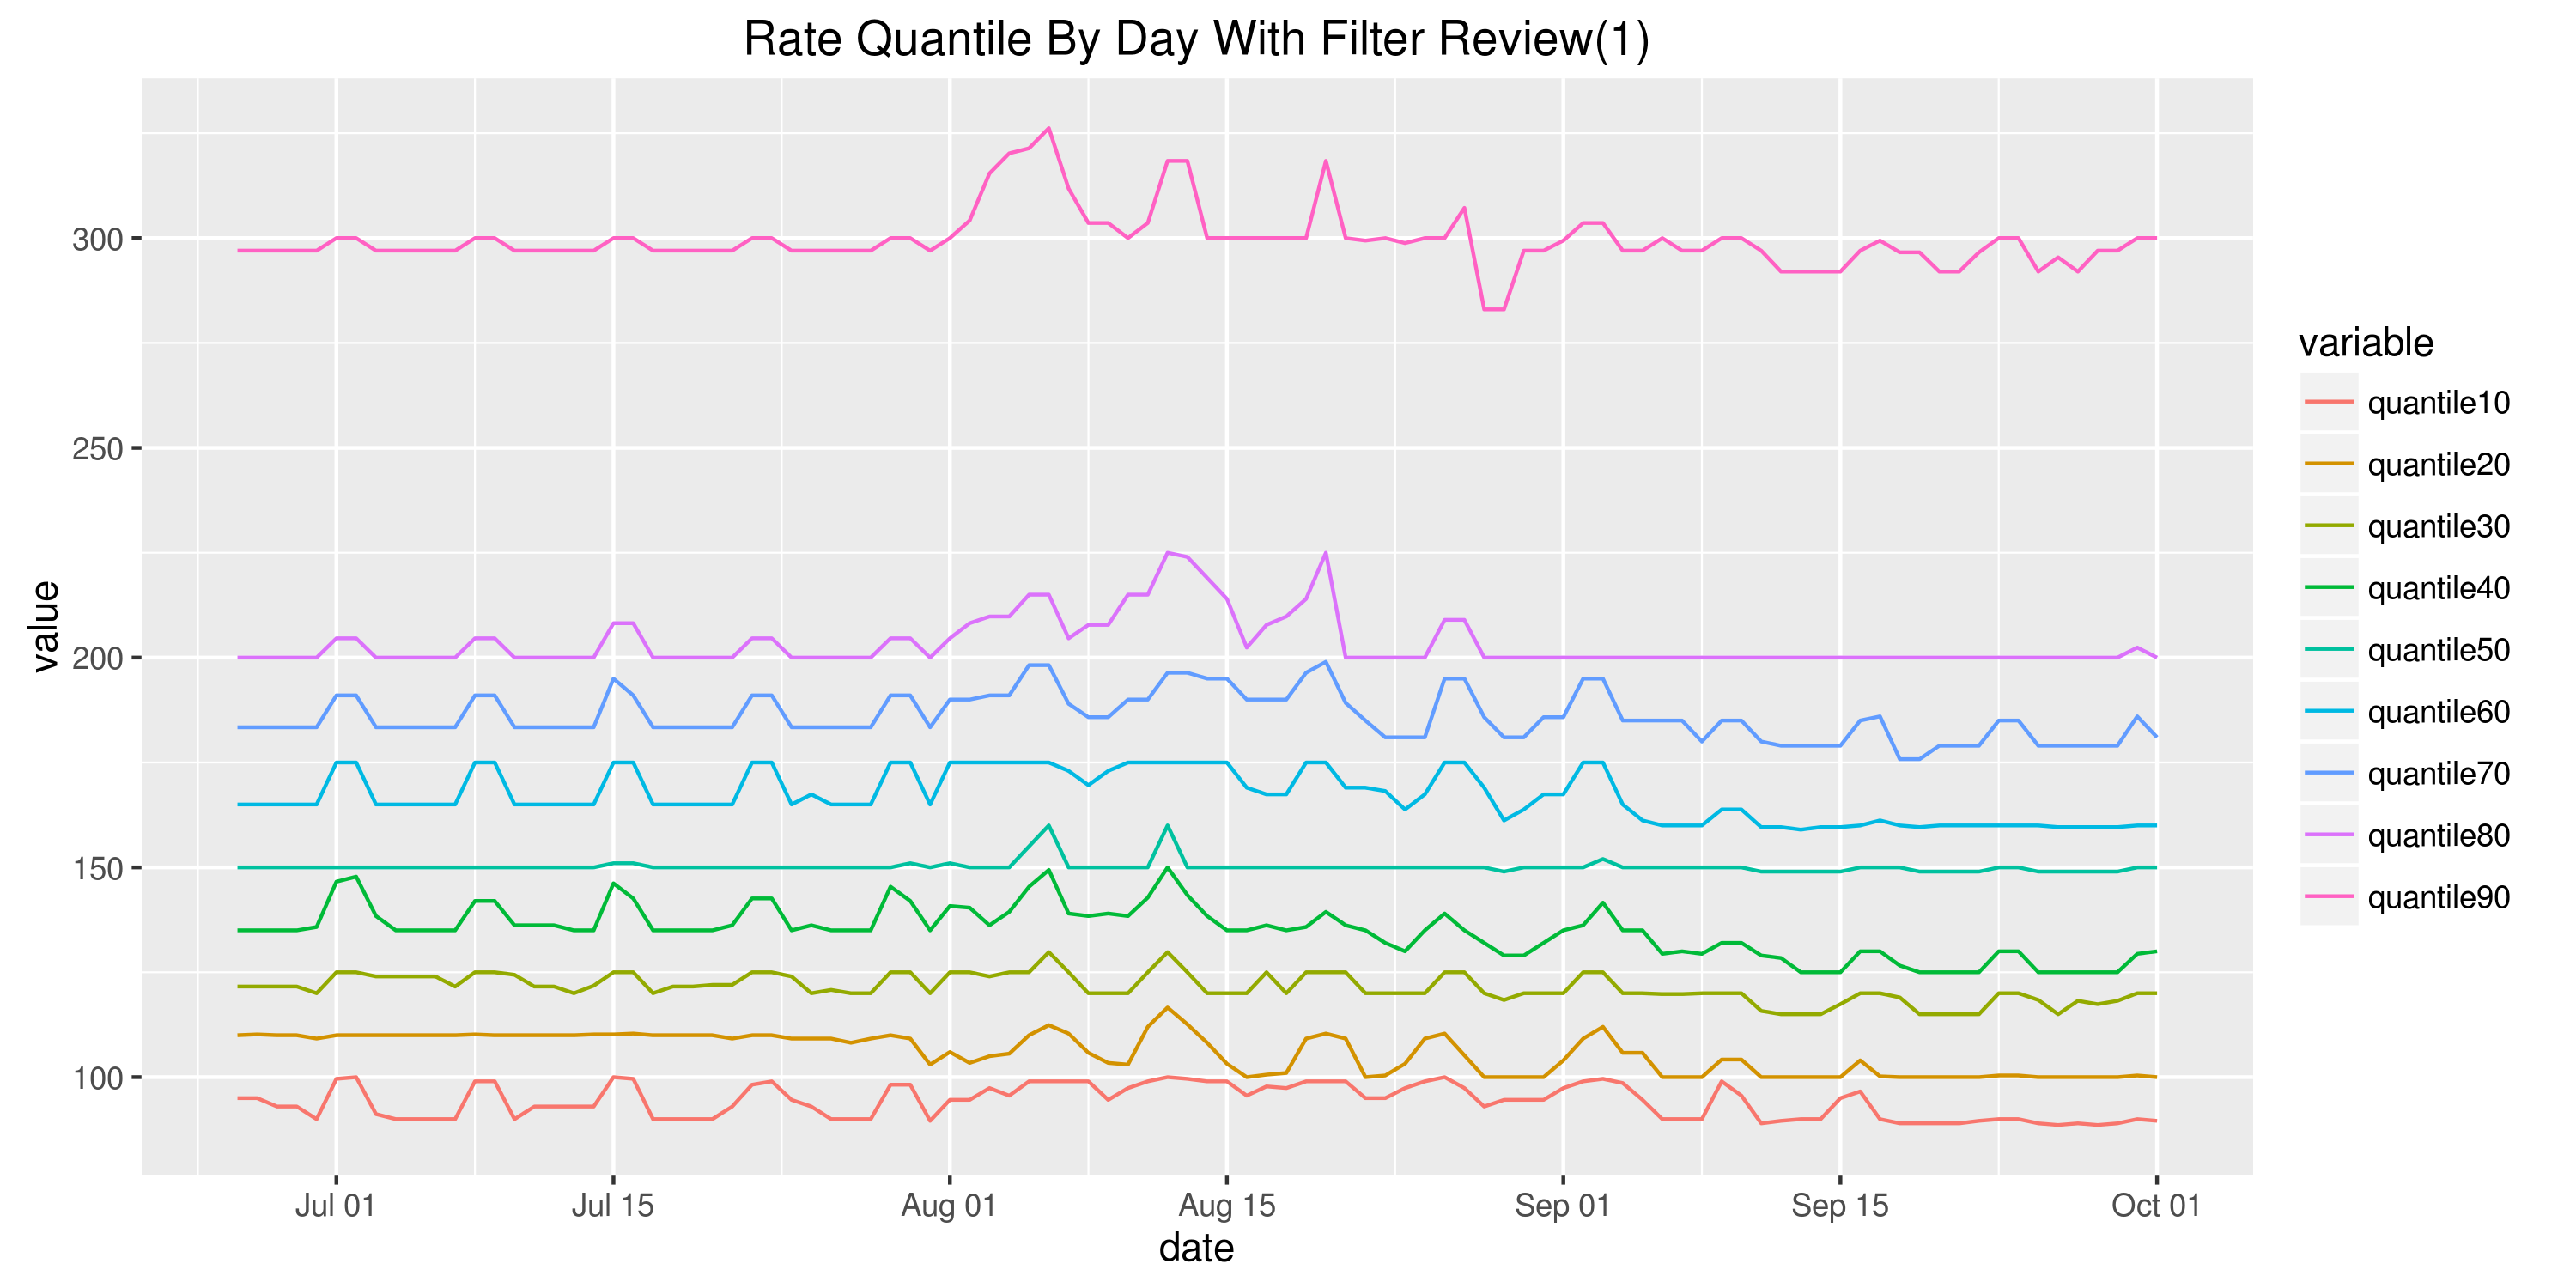 Rate Quantile By Day With Filter Review(1)
value
300
250
200
150
100
Jul 01
Jul 15
Aug 01
Aug 15
Sep 01
Sep 15
Oct 01
date
variable
quantile10
quantile20
quantile30
quantile40
quantile50
quantile60
quantile70
quantile80
quantile90